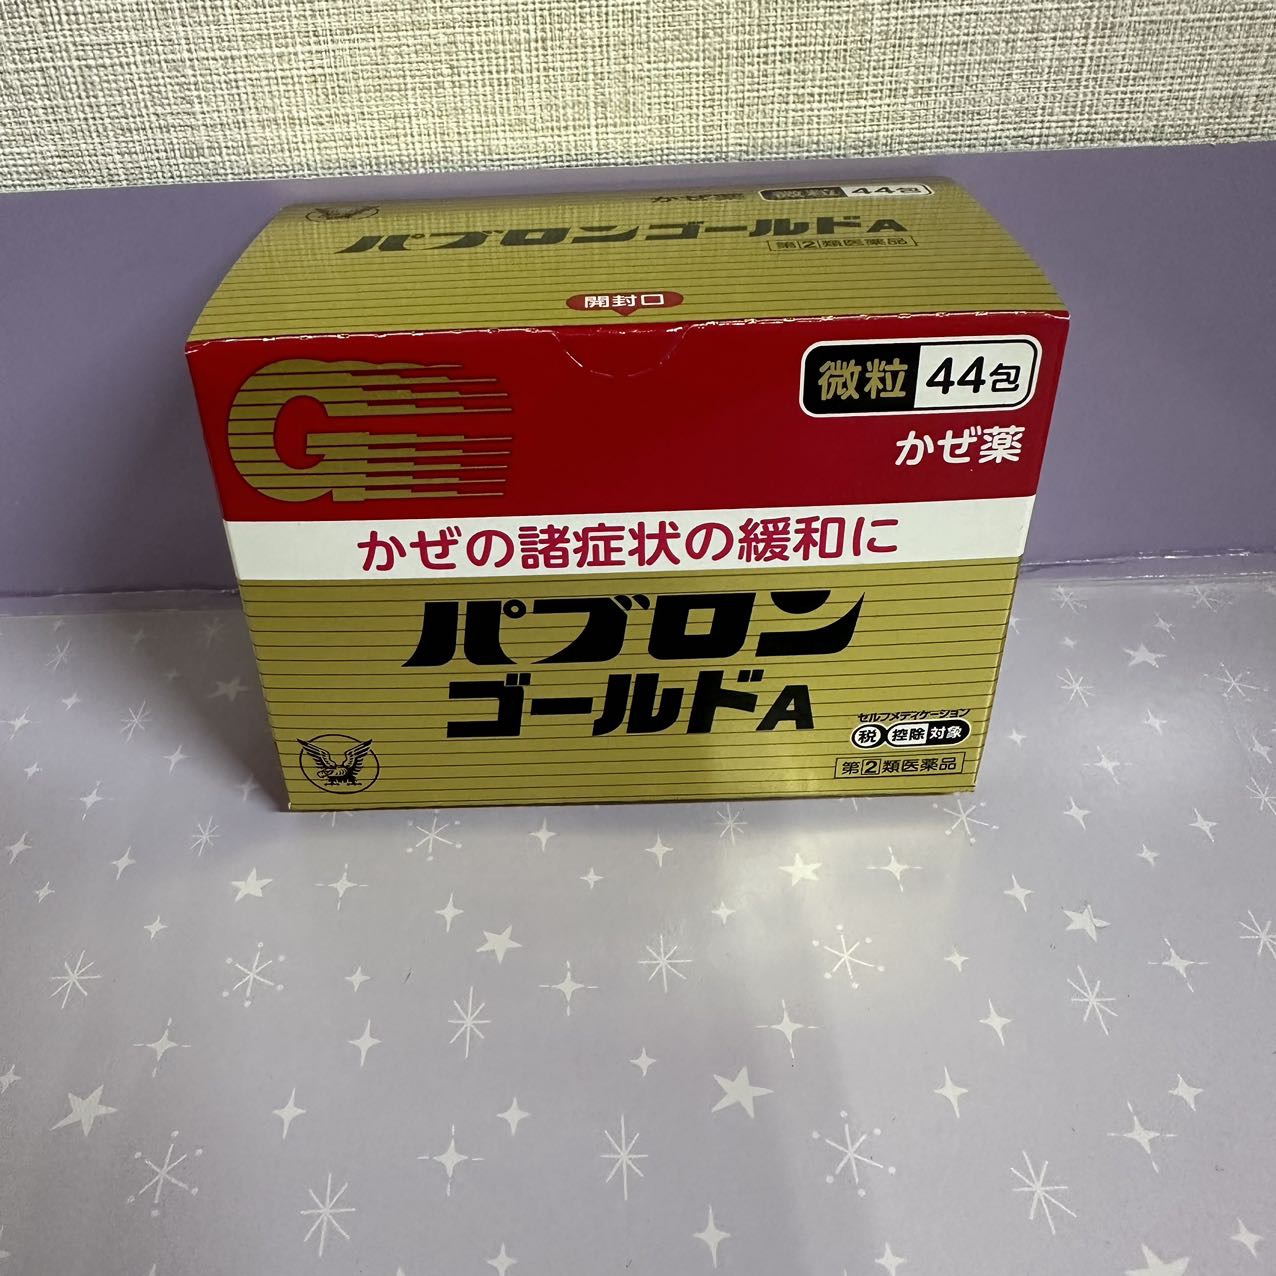 かぜ薬 微粒 44包
パブロンゴールドA
第②類医薬品
開封口
G
微粒 44包
かぜ薬
かぜの諸症状の緩和に
パブロン
ゴールドA
セルフメディケーション
税 控除 対象
第②類医薬品